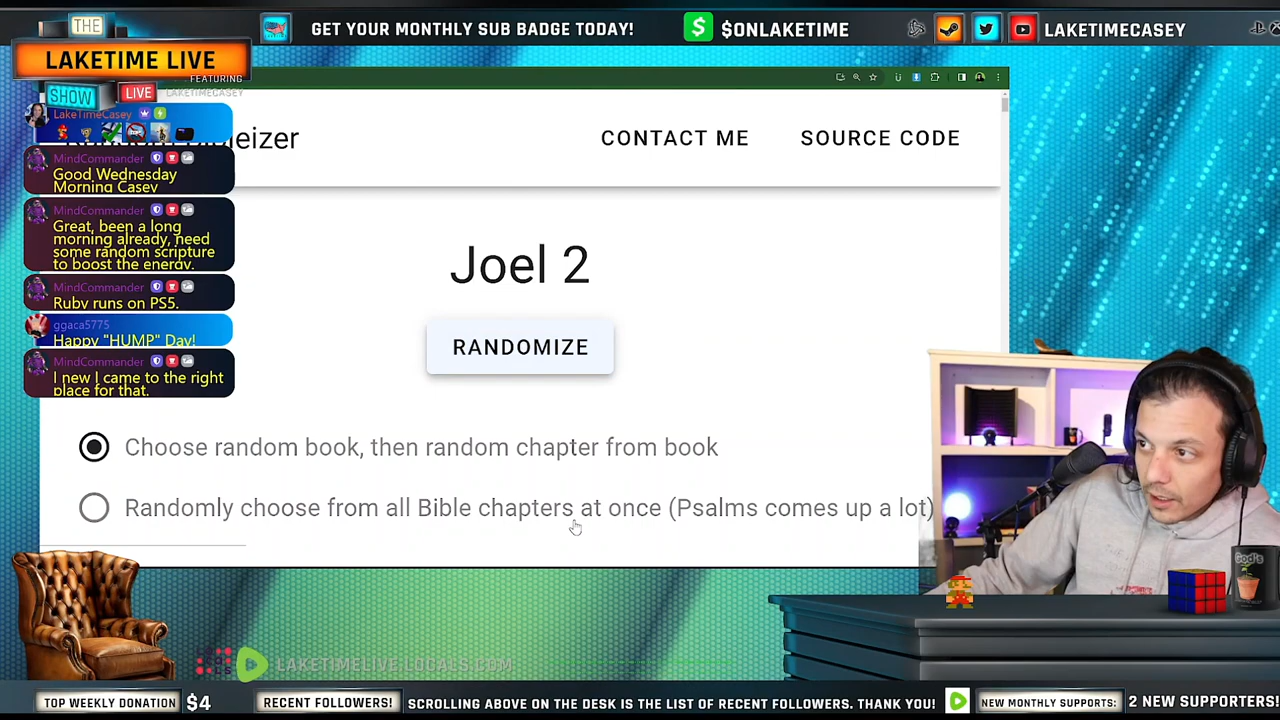 THE
LAKETIME LIVE
FEATURING
SHOW
LIVE
LAKETIMECASEY
GET YOUR MONTHLY SUB BADGE TODAY!
$ONLAKETIME
LAKETIMECASEY
LakeTimeCasey
MindCommander
Good Wednesday
Morning Casey
MindCommander
Great, been a long
morning already, need
some random scripture
to boost the energy.
MindCommander
Ruby runs on PS5.
ggaca5775
Happy "HUMP" Day!
MindCommander
I new I came to the right
place for that.
CONTACT ME
SOURCE CODE
Joel 2
RANDOMIZE
Choose random book, then random chapter from book
Randomly choose from all Bible chapters at once (Psalms comes up a lot)
God's
LAKETIMELIVE.LOCALS.COM
TOP WEEKLY DONATION
$4
RECENT FOLLOWERS!
SCROLLING ABOVE ON THE DESK IS THE LIST OF RECENT FOLLOWERS. THANK YOU!
NEW MONTHLY SUPPORTS:
2 NEW SUPPORTERS!